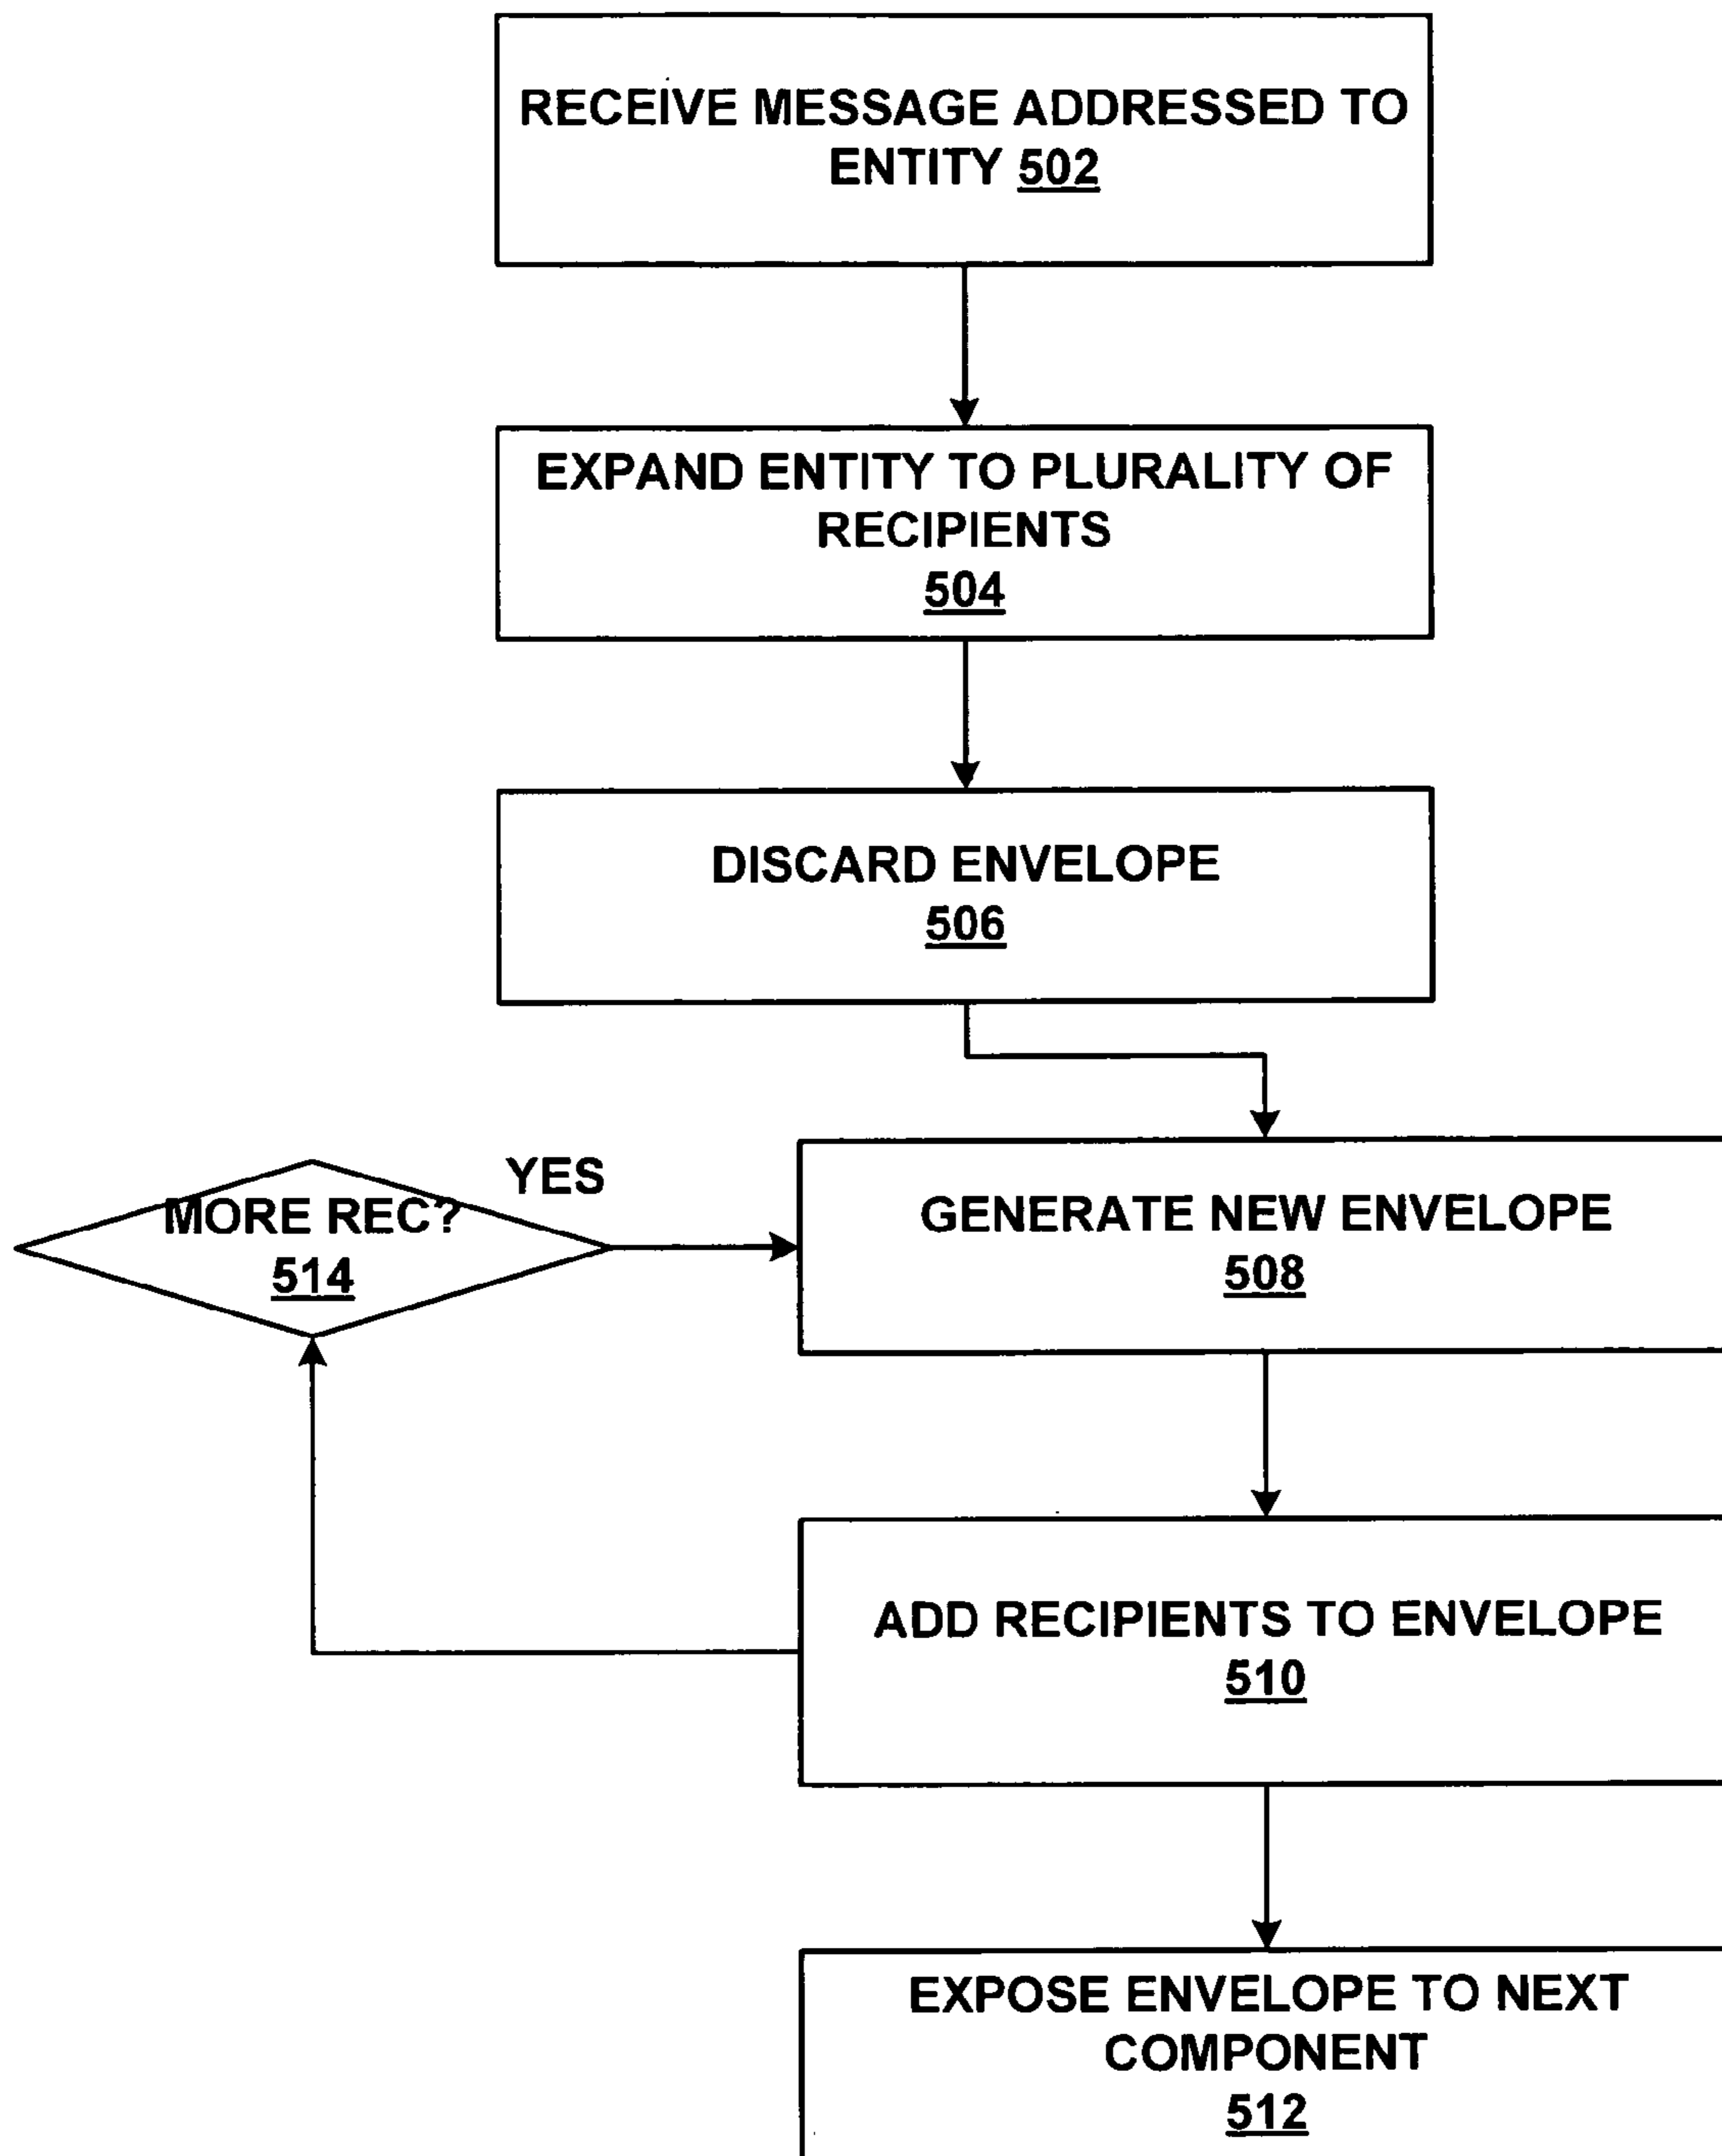 RECEIVE MESSAGE ADDRESSED TO
ENTITY 502
EXPAND ENTITY TO PLURALITY OF
RECIPIENTS
504
DISCARD ENVELOPE
506
YES
MORE REC?
514
GENERATE NEW ENVELOPE
508
ADD RECIPIENTS TO ENVELOPE
510
EXPOSE ENVELOPE TO NEXT
COMPONENT
512